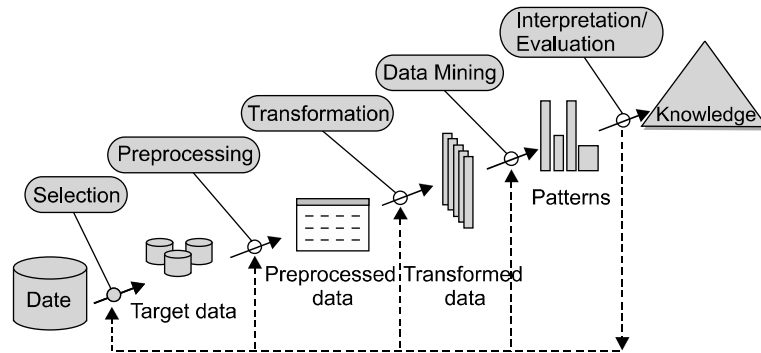 Interpretation/
Evaluation
Data Mining
Knowledge
Transformation
Preprocessing
Patterns
Selection
Preprocessed
data
Transformed
data
Date
Target data